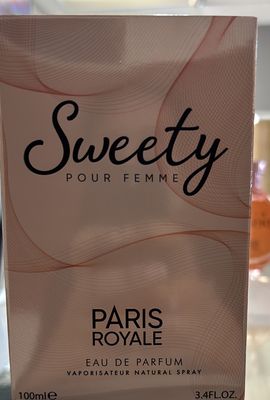 Sweety
POUR FEMME
PARIS
ROYALE
EAU DE PARFUM
VAPORISATEUR NATURAL SPRAY
100ml℮ 3.4FL.OZ.